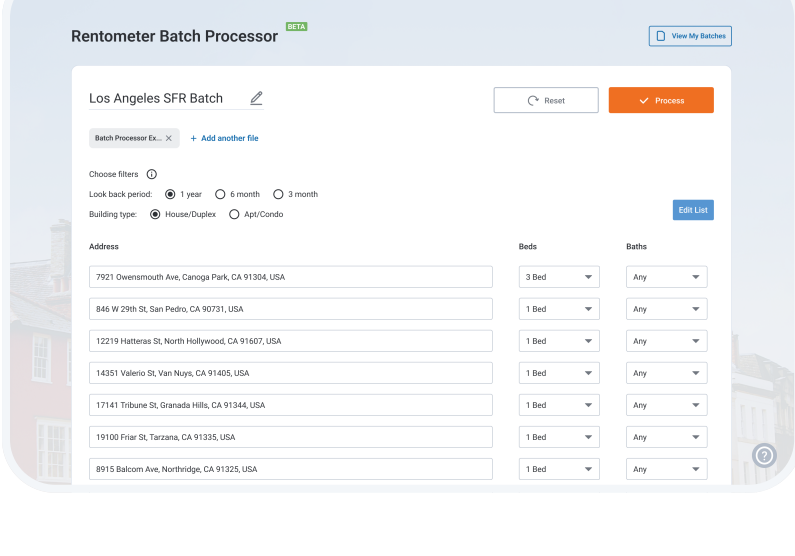 Rentometer Batch Processor BETA
View My Batches
Los Angeles SFR Batch
Reset
Process
Batch Processor Ex... ×
+ Add another file
Choose filters
Look back period: 1 year 6 month 3 month
Building type: House/Duplex Apt/Condo
Edit List
Address Beds Baths
7921 Owensmouth Ave, Canoga Park, CA 91304, USA 3 Bed Any
846 W 29th St, San Pedro, CA 90731, USA 1 Bed Any
12219 Hatteras St, North Hollywood, CA 91607, USA 1 Bed Any
14351 Valerio St, Van Nuys, CA 91405, USA 1 Bed Any
17141 Tribune St, Granada Hills, CA 91344, USA 1 Bed Any
19100 Friar St, Tarzana, CA 91335, USA 1 Bed Any
8915 Balcom Ave, Northridge, CA 91325, USA 1 Bed Any
?